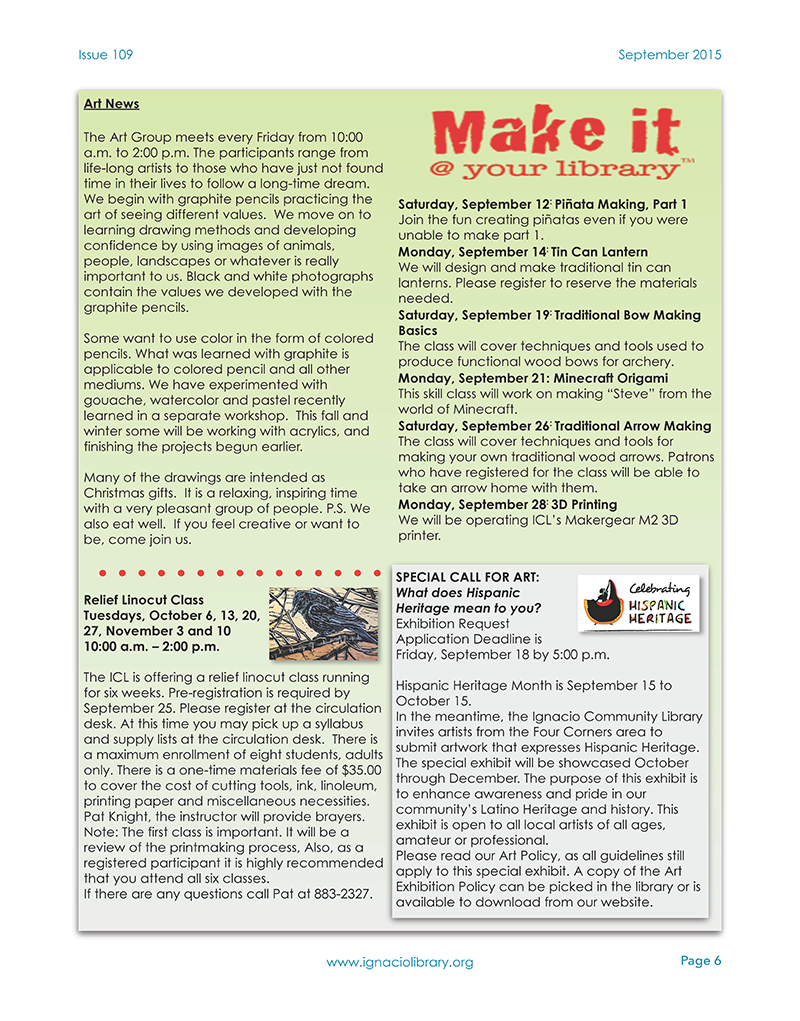 Issue 109
September 2015
Art News
The Art Group meets every Friday from 10:00
a.m. to 2:00 p.m. The participants range from
life-long artists to those who have just not found
time in their lives to follow a long-time dream.
We begin with graphite pencils practicing the
art of seeing different values.  We move on to
learning drawing methods and developing
confidence by using images of animals,
people, landscapes or whatever is really
important to us. Black and white photographs
contain the values we developed with the
graphite pencils.
Some want to use color in the form of colored
pencils. What was learned with graphite is
applicable to colored pencil and all other
mediums. We have experimented with
gouache, watercolor and pastel recently
learned in a separate workshop.  This fall and
winter some will be working with acrylics, and
finishing the projects begun earlier.
Many of the drawings are intended as
Christmas gifts.  It is a relaxing, inspiring time
with a very pleasant group of people. P.S. We
also eat well.  If you feel creative or want to
be, come join us.
Relief Linocut Class
Tuesdays, October 6, 13, 20,
27, November 3 and 10
10:00 a.m. – 2:00 p.m.
The ICL is offering a relief linocut class running
for six weeks. Pre-registration is required by
September 25. Please register at the circulation
desk. At this time you may pick up a syllabus
and supply lists at the circulation desk.  There is
a maximum enrollment of eight students, adults
only. There is a one-time materials fee of $35.00
to cover the cost of cutting tools, ink, linoleum,
printing paper and miscellaneous necessities.
Pat Knight, the instructor will provide brayers.
Note: The first class is important. It will be a
review of the printmaking process, Also, as a
registered participant it is highly recommended
that you attend all six classes.
If there are any questions call Pat at 883-2327.
Make it
@ your library™
Saturday, September 12: Piñata Making, Part 1
Join the fun creating piñatas even if you were
unable to make part 1.
Monday, September 14: Tin Can Lantern
We will design and make traditional tin can
lanterns. Please register to reserve the materials
needed.
Saturday, September 19: Traditional Bow Making
Basics
The class will cover techniques and tools used to
produce functional wood bows for archery.
Monday, September 21: Minecraft Origami
This skill class will work on making “Steve” from the
world of Minecraft.
Saturday, September 26: Traditional Arrow Making
The class will cover techniques and tools for
making your own traditional wood arrows. Patrons
who have registered for the class will be able to
take an arrow home with them.
Monday, September 28: 3D Printing
We will be operating ICL’s Makergear M2 3D
printer.
SPECIAL CALL FOR ART:
What does Hispanic
Heritage mean to you?
Exhibition Request
Application Deadline is
Friday, September 18 by 5:00 p.m.
Celebrating
HISPANIC
HERITAGE
Hispanic Heritage Month is September 15 to
October 15.
In the meantime, the Ignacio Community Library
invites artists from the Four Corners area to
submit artwork that expresses Hispanic Heritage.
The special exhibit will be showcased October
through December. The purpose of this exhibit is
to enhance awareness and pride in our
community’s Latino Heritage and history. This
exhibit is open to all local artists of all ages,
amateur or professional.
Please read our Art Policy, as all guidelines still
apply to this special exhibit. A copy of the Art
Exhibition Policy can be picked in the library or is
available to download from our website.
www.ignaciolibrary.org
Page 6